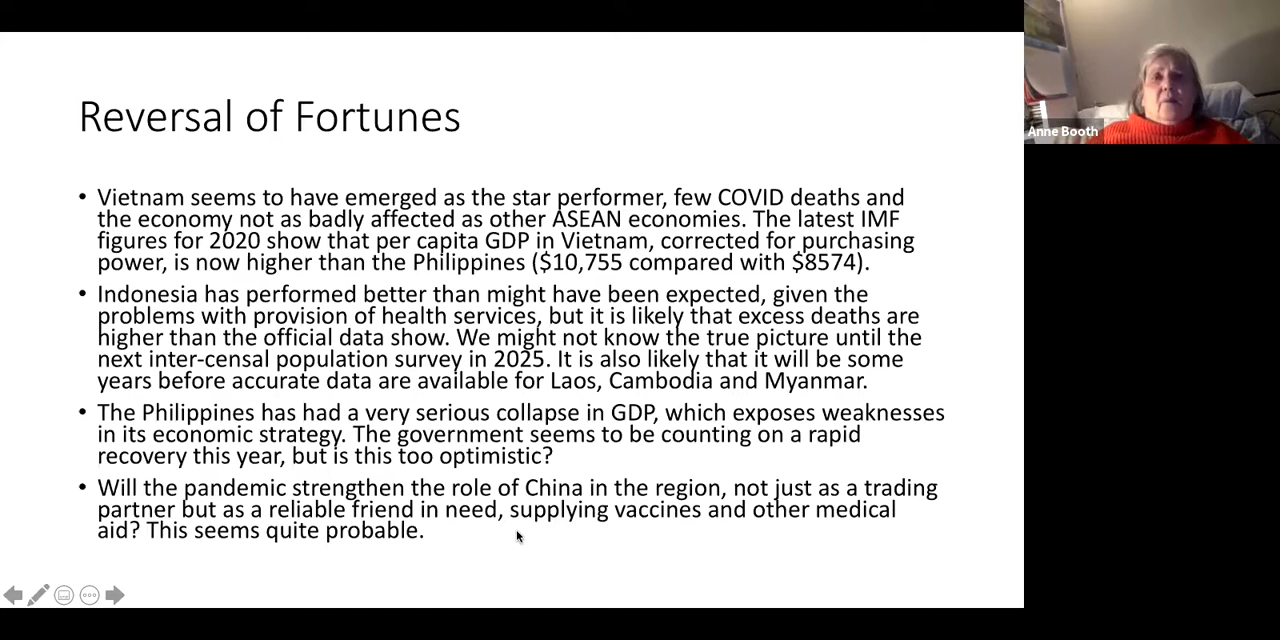 Reversal of Fortunes
• Vietnam seems to have emerged as the star performer, few COVID deaths and
the economy not as badly affected as other ASEAN economies. The latest IMF
figures for 2020 show that per capita GDP in Vietnam, corrected for purchasing
power, is now higher than the Philippines ($10,755 compared with $8574).
• Indonesia has performed better than might have been expected, given the
problems with provision of health services, but it is likely that excess deaths are
higher than the official data show. We might not know the true picture until the
next inter-censal population survey in 2025. It is also likely that it will be some
years before accurate data are available for Laos, Cambodia and Myanmar.
• The Philippines has had a very serious collapse in GDP, which exposes weaknesses
in its economic strategy. The government seems to be counting on a rapid
recovery this year, but is this too optimistic?
• Will the pandemic strengthen the role of China in the region, not just as a trading
partner but as a reliable friend in need, supplying vaccines and other medical
aid? This seems quite probable.
Anne Booth